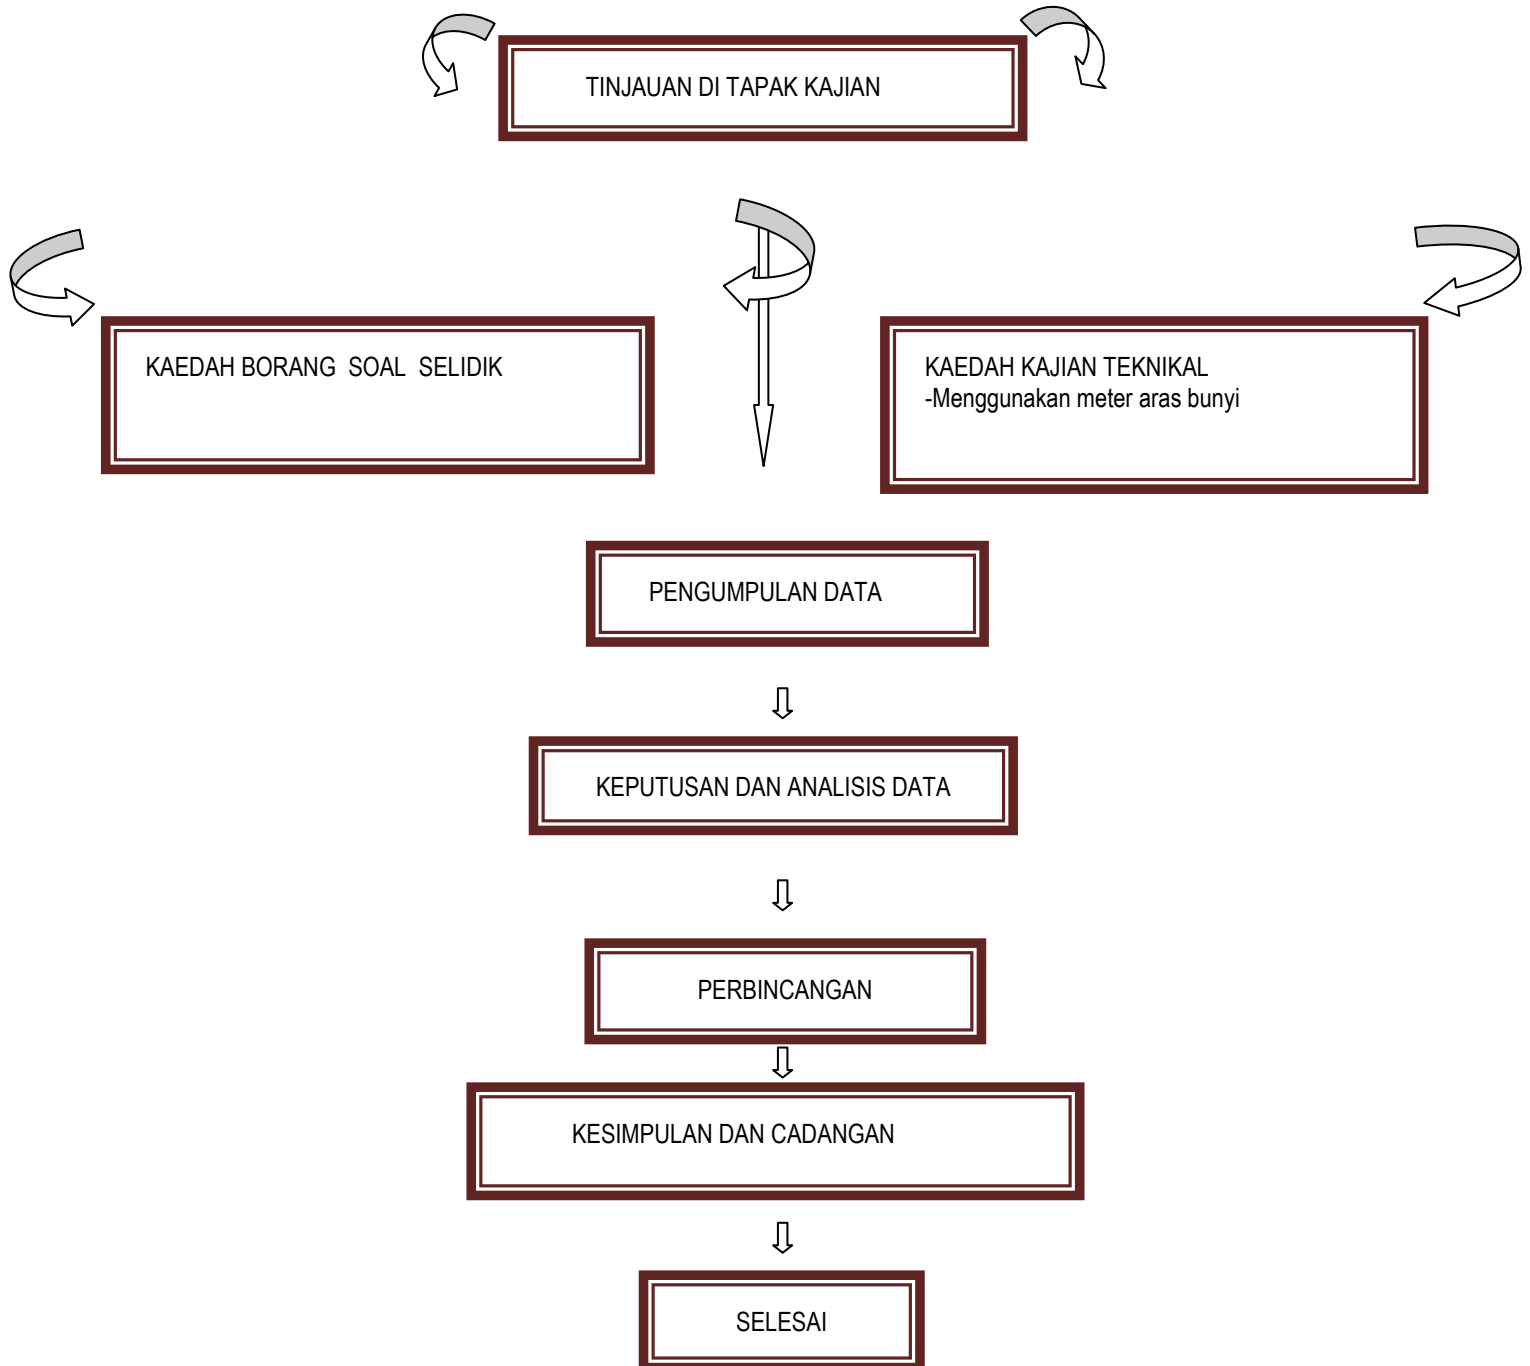 TINJAUAN DI TAPAK KAJIAN
KAEDAH BORANG SOAL SELIDIK
KAEDAH KAJIAN TEKNIKAL
-Menggunakan meter aras bunyi
PENGUMPULAN DATA
KEPUTUSAN DAN ANALISIS DATA
PERBINCANGAN
KESIMPULAN DAN CADANGAN
SELESAI